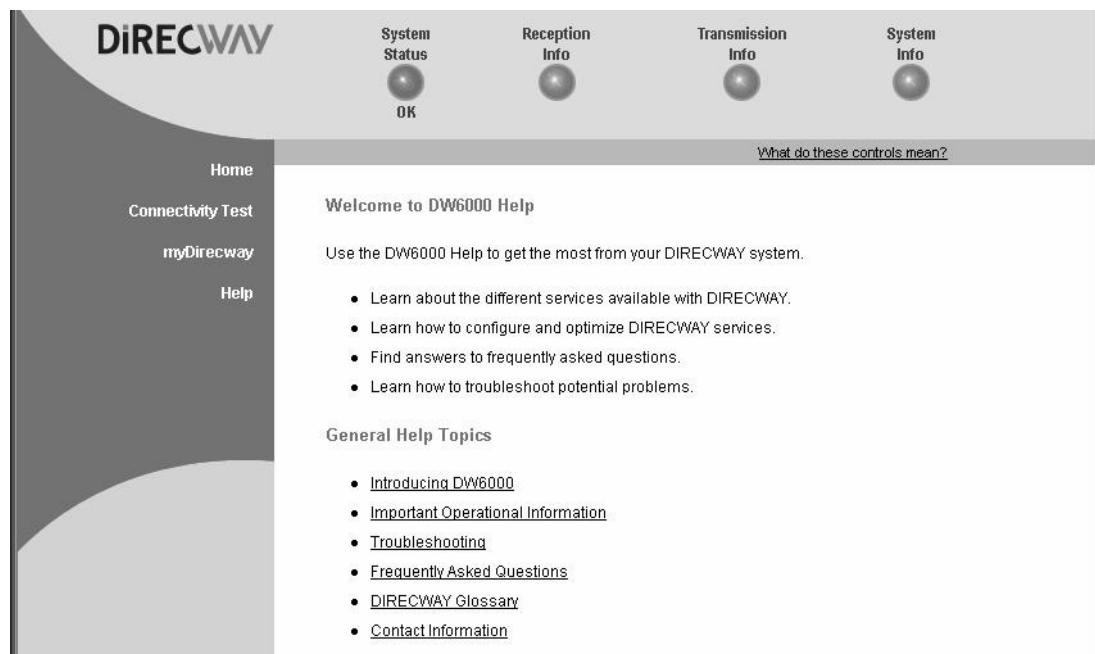 DiRECWAY
System
Status
OK
Reception
Info
Transmission
Info
System
Info
What do these controls mean?
Home
Connectivity Test
myDirecway
Help
Welcome to DW6000 Help
Use the DW6000 Help to get the most from your DIRECWAY system.
• Learn about the different services available with DIRECWAY.
• Learn how to configure and optimize DIRECWAY services.
• Find answers to frequently asked questions.
• Learn how to troubleshoot potential problems.
General Help Topics
• Introducing DW6000
• Important Operational Information
• Troubleshooting
• Frequently Asked Questions
• DIRECWAY Glossary
• Contact Information